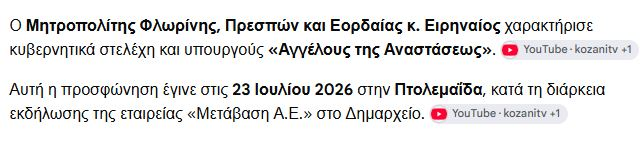 Ο Μητροπολίτης Φλωρίνης, Πρεσπών και Εορδαίας κ. Ειρηναίος χαρακτήρισε
κυβερνητικά στελέχη και υπουργούς «Αγγέλους της Αναστάσεως». YouTube · kozanitv +1
Αυτή η προσφώνηση έγινε στις 23 Ιουλίου 2026 στην Πτολεμαΐδα, κατά τη διάρκεια
εκδήλωσης της εταιρείας «Μετάβαση Α.Ε.» στο Δημαρχείο. YouTube · kozanitv +1